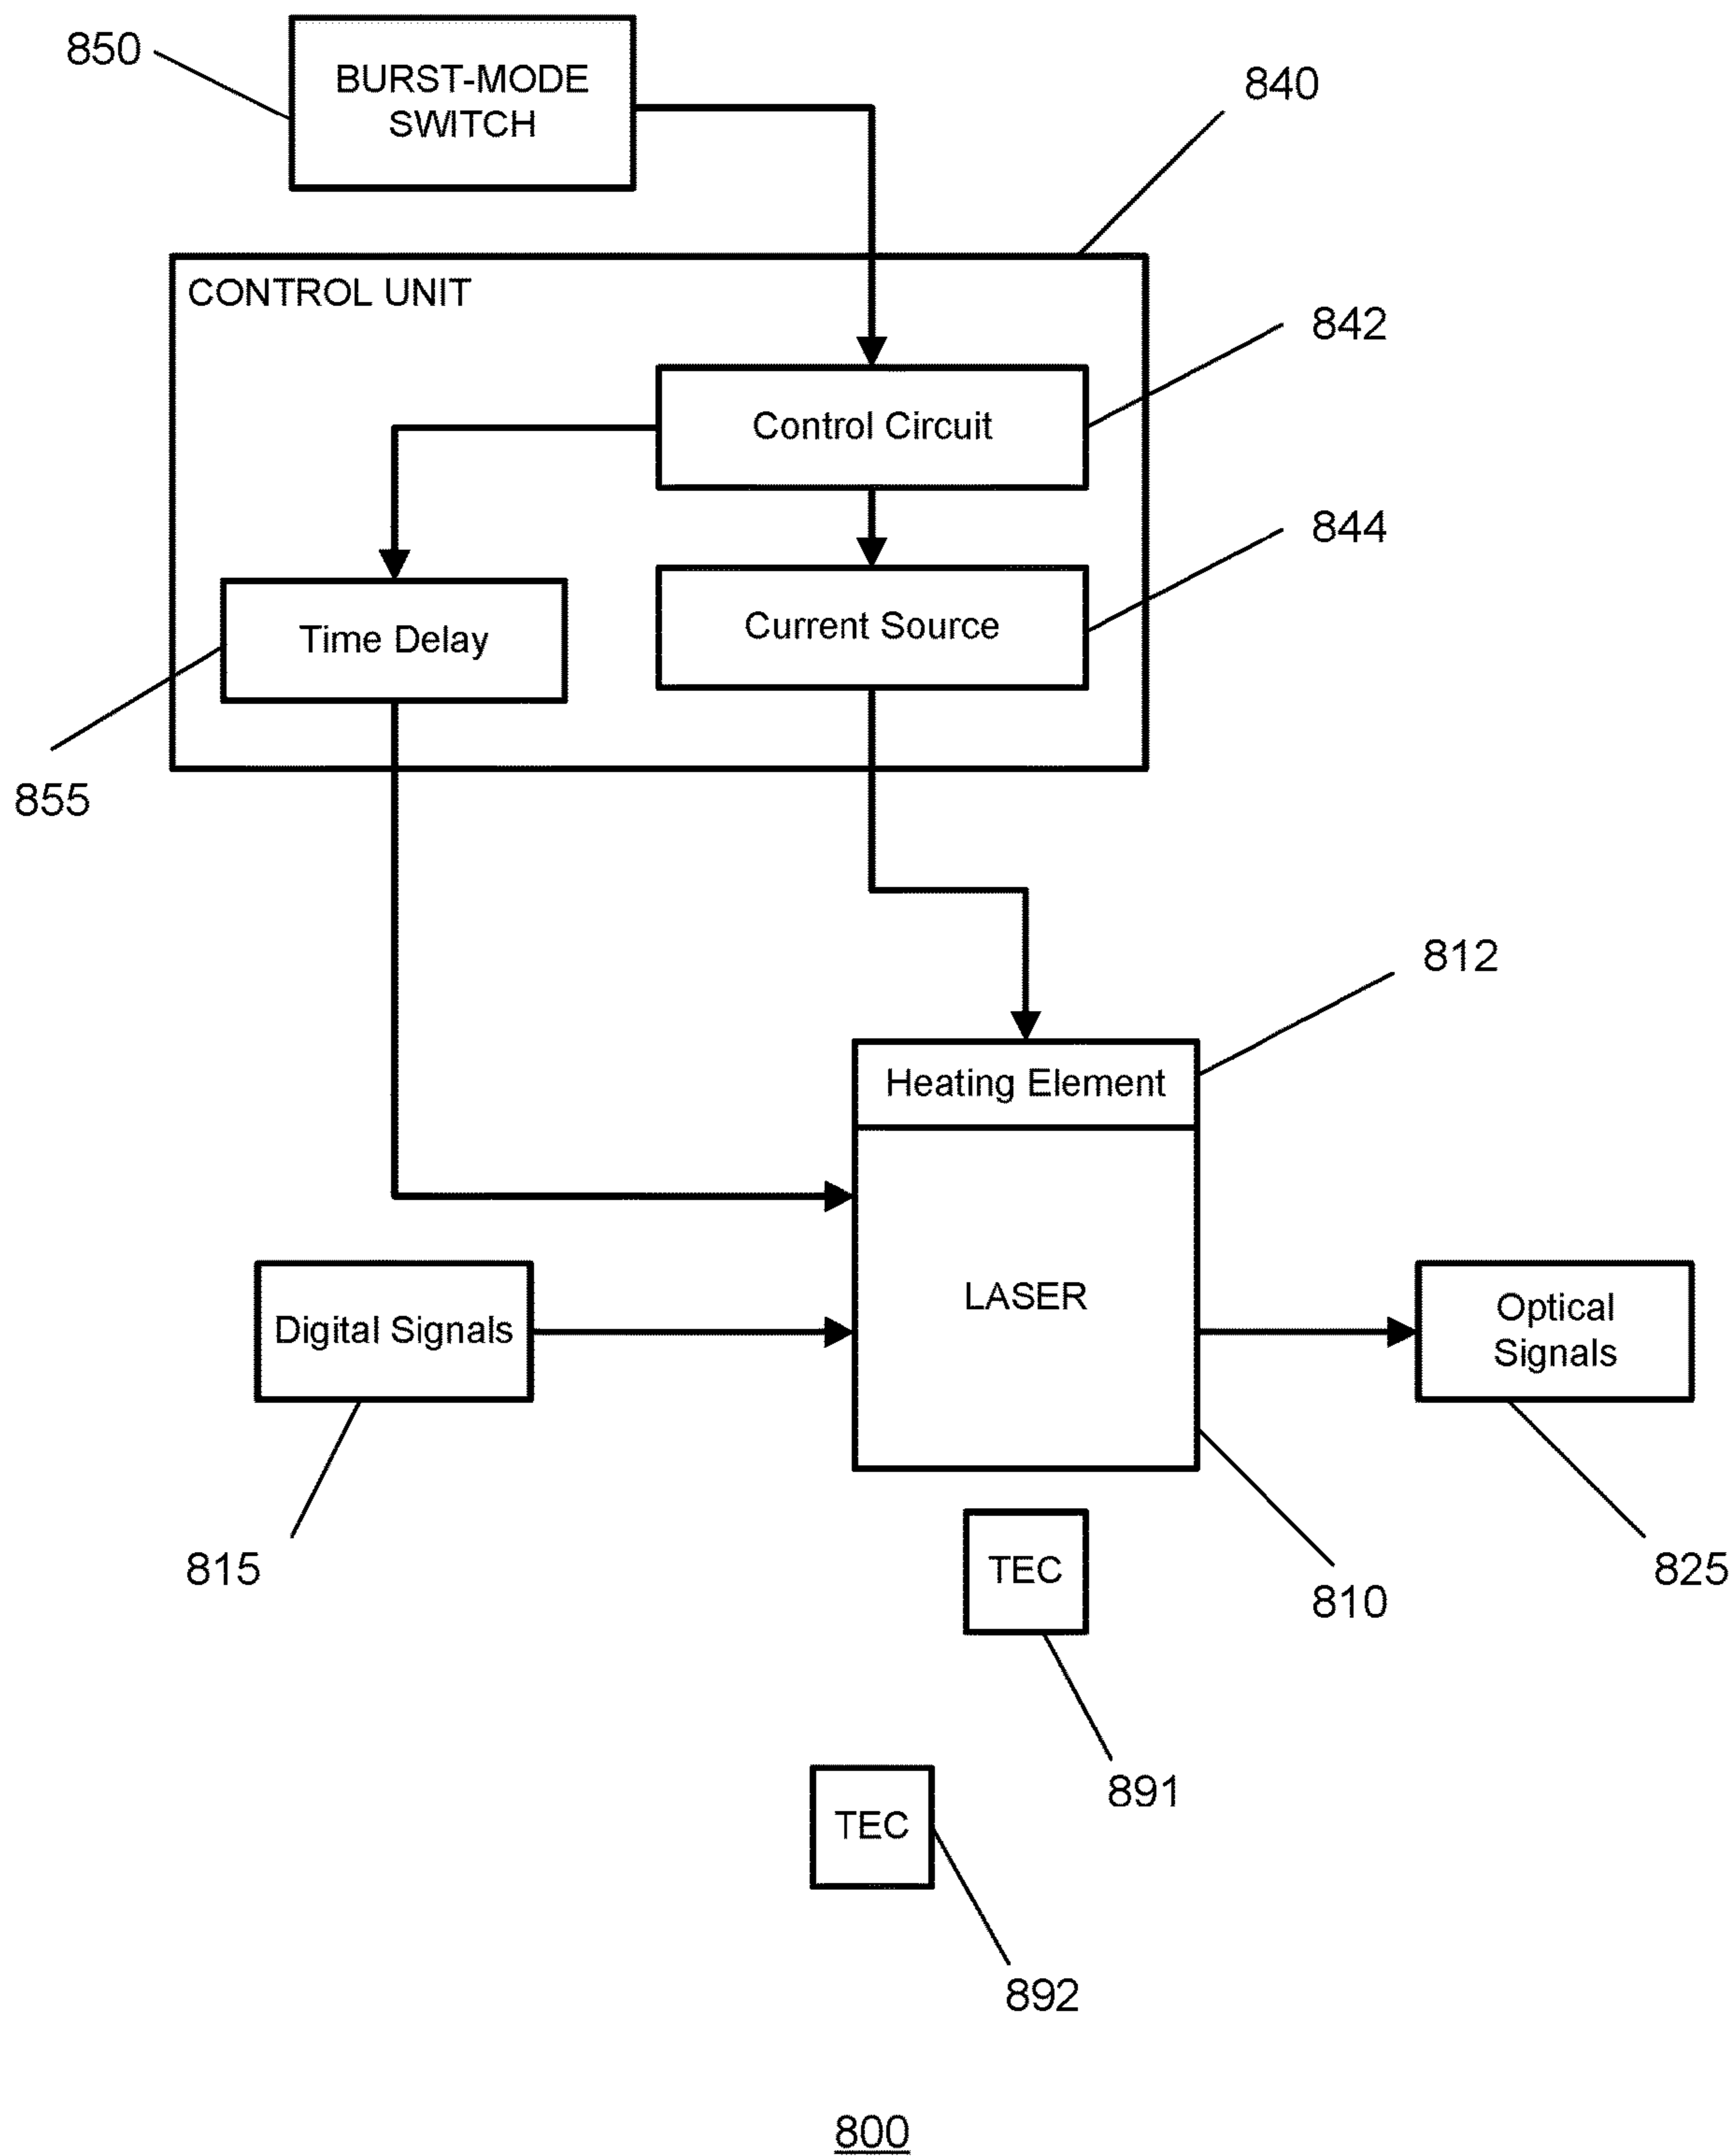 850
BURST-MODE
SWITCH
840
CONTROL UNIT
842
Control Circuit
844
Time Delay
Current Source
855
812
Heating Element
LASER
Digital Signals
Optical
Signals
815
TEC
810
825
891
TEC
892
800